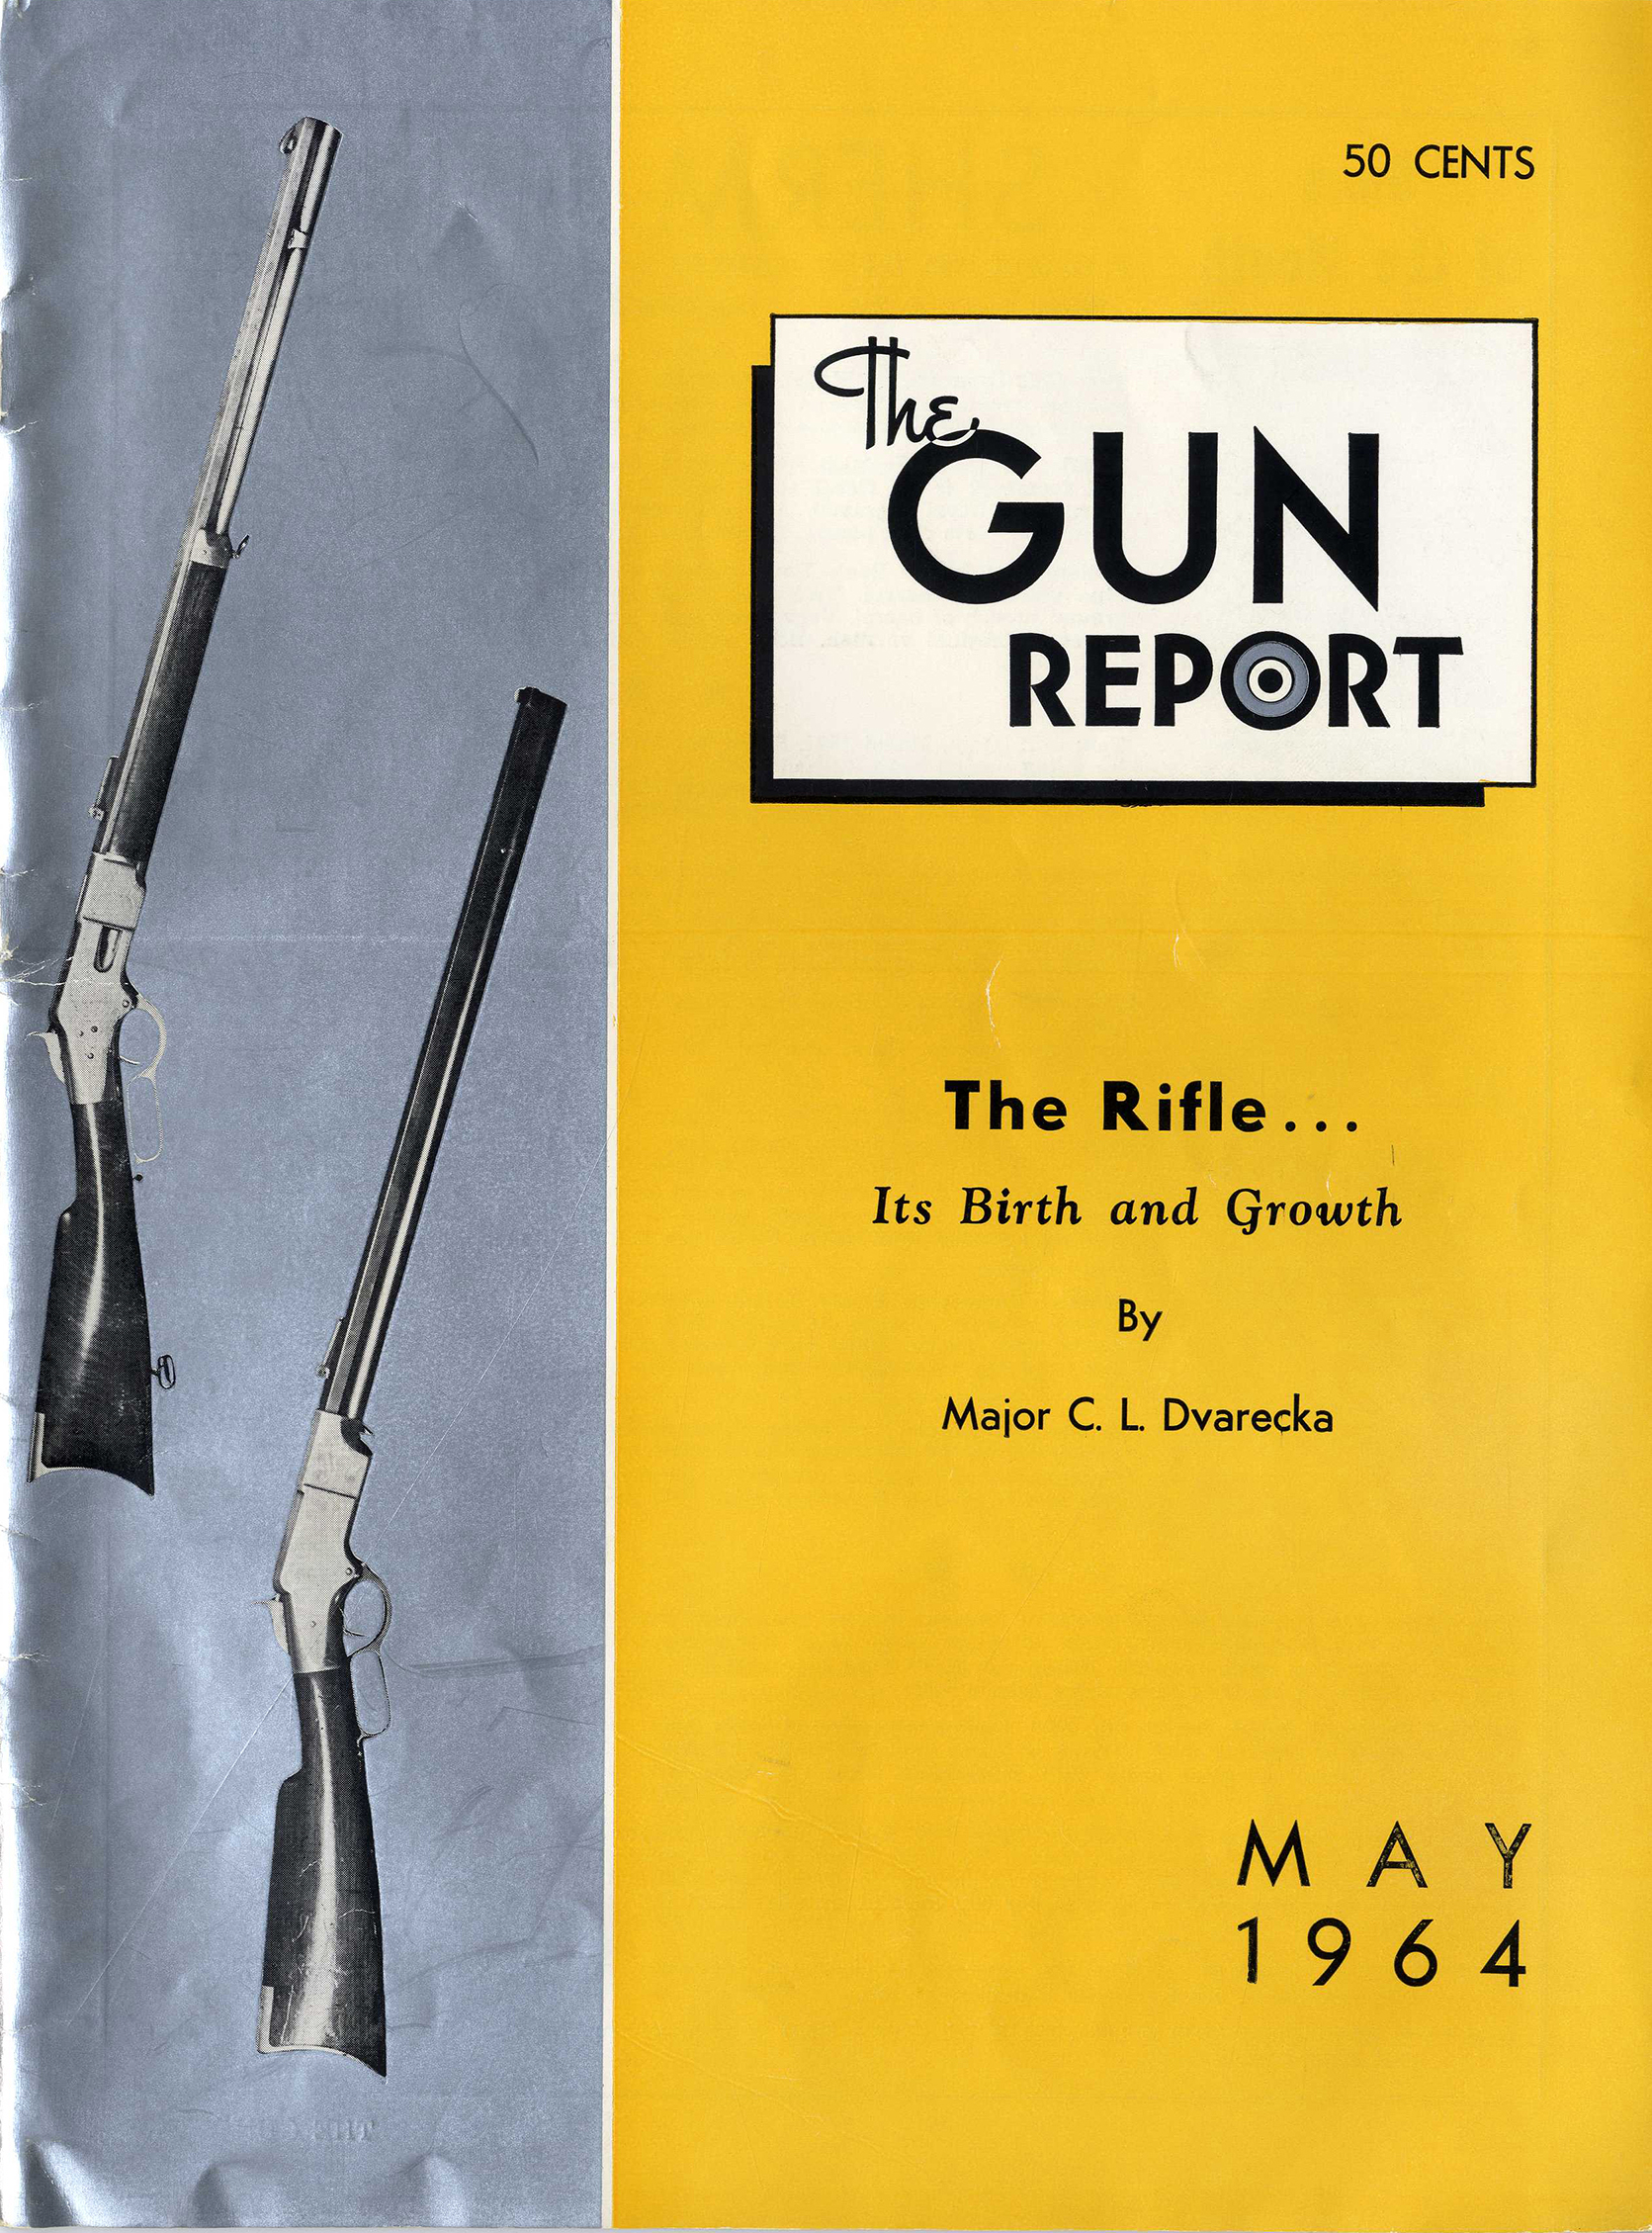 50 CENTS
The
GUN
REPORT
The Rifle...
Its Birth and Growth
By
Major C. L. Dvarecka
MAY
1964